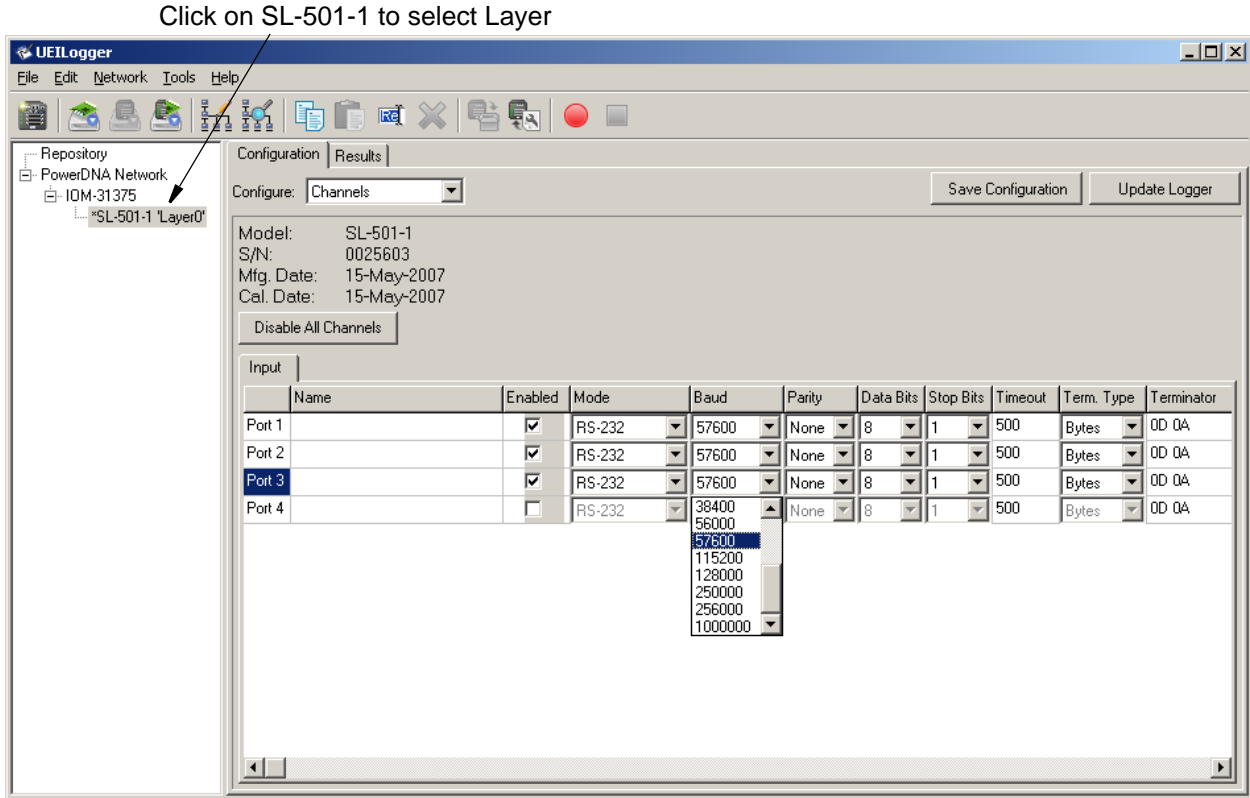 Click on SL-501-1 to select Layer
UEILogger
File Edit Network Tools Help
Repository
PowerDNA Network
IOM-31375
*SL-501-1 'Layer0'
Configuration Results
Configure: Channels Save Configuration Update Logger
Model: SL-501-1
S/N: 0025603
Mfg. Date: 15-May-2007
Cal. Date: 15-May-2007
Disable All Channels
Input
Name Enabled Mode Baud Parity Data Bits Stop Bits Timeout Term. Type Terminator
Port 1 RS-232 57600 None 8 1 500 Bytes 0D 0A
Port 2 RS-232 57600 None 8 1 500 Bytes 0D 0A
Port 3 RS-232 57600 None 8 1 500 Bytes 0D 0A
Port 4 RS-232 None 8 1 500 Bytes 0D 0A
38400
56000
57600
115200
128000
250000
256000
1000000